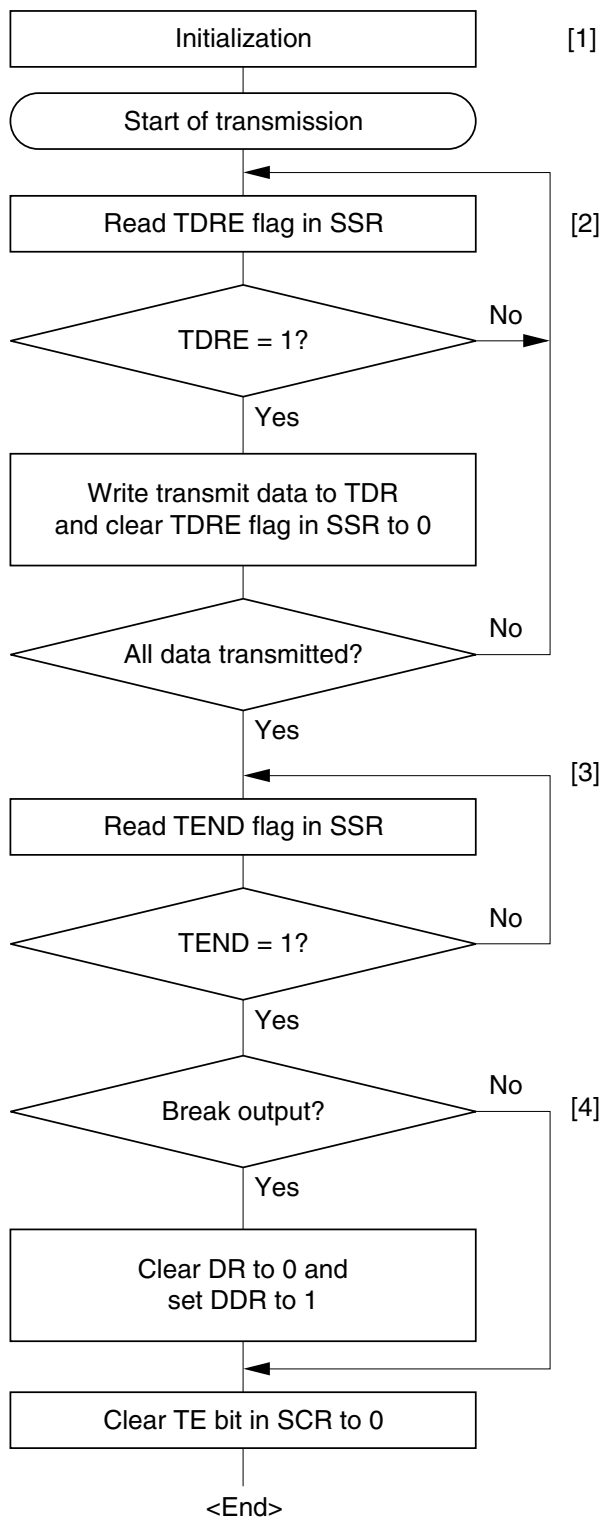 Initialization
[1]
Start of transmission
Read TDRE flag in SSR
[2]
TDRE = 1?
No
Yes
Write transmit data to TDR
and clear TDRE flag in SSR to 0
All data transmitted?
No
Yes
[3]
Read TEND flag in SSR
TEND = 1?
No
Yes
Break output?
No
[4]
Yes
Clear DR to 0 and
set DDR to 1
Clear TE bit in SCR to 0
<End>